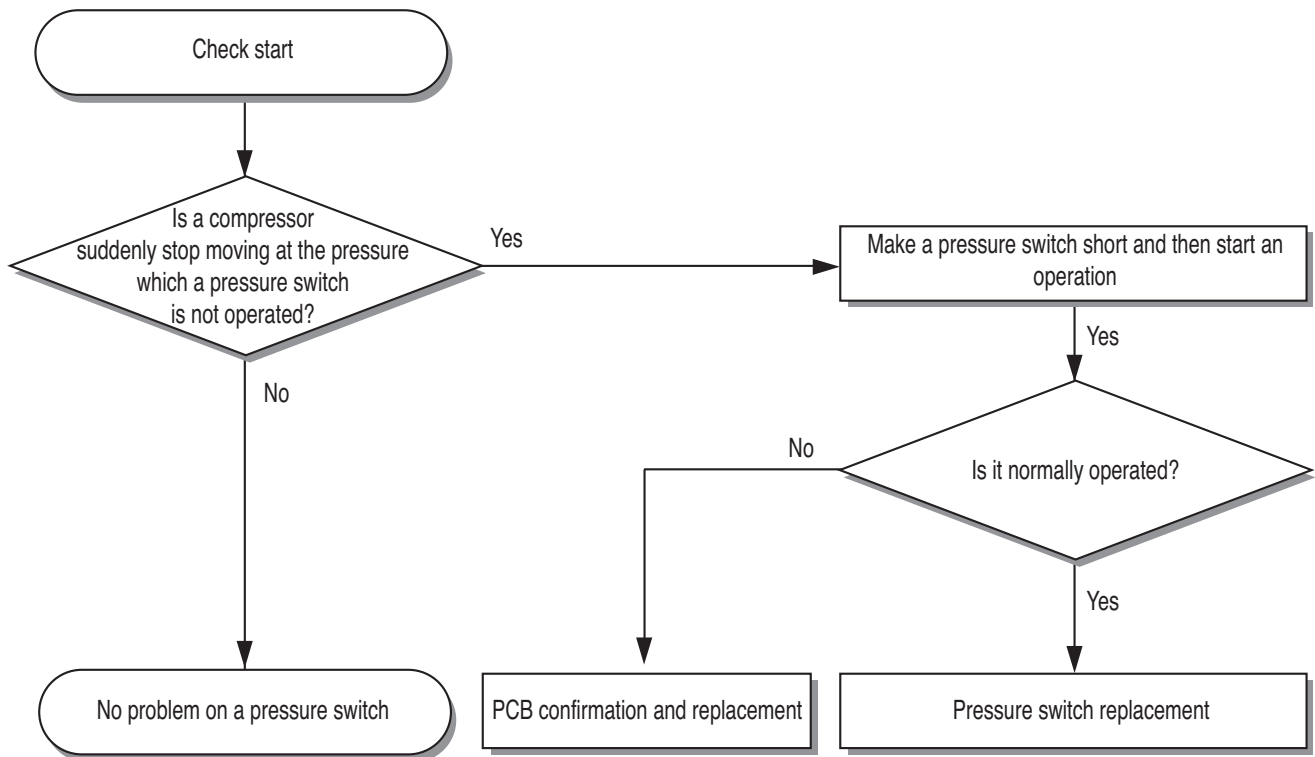 Check start
Is a compressor
suddenly stop moving at the pressure
which a pressure switch
is not operated?
Yes
Make a pressure switch short and then start an
operation
Yes
No
No
Is it normally operated?
Yes
No problem on a pressure switch
PCB confirmation and replacement
Pressure switch replacement